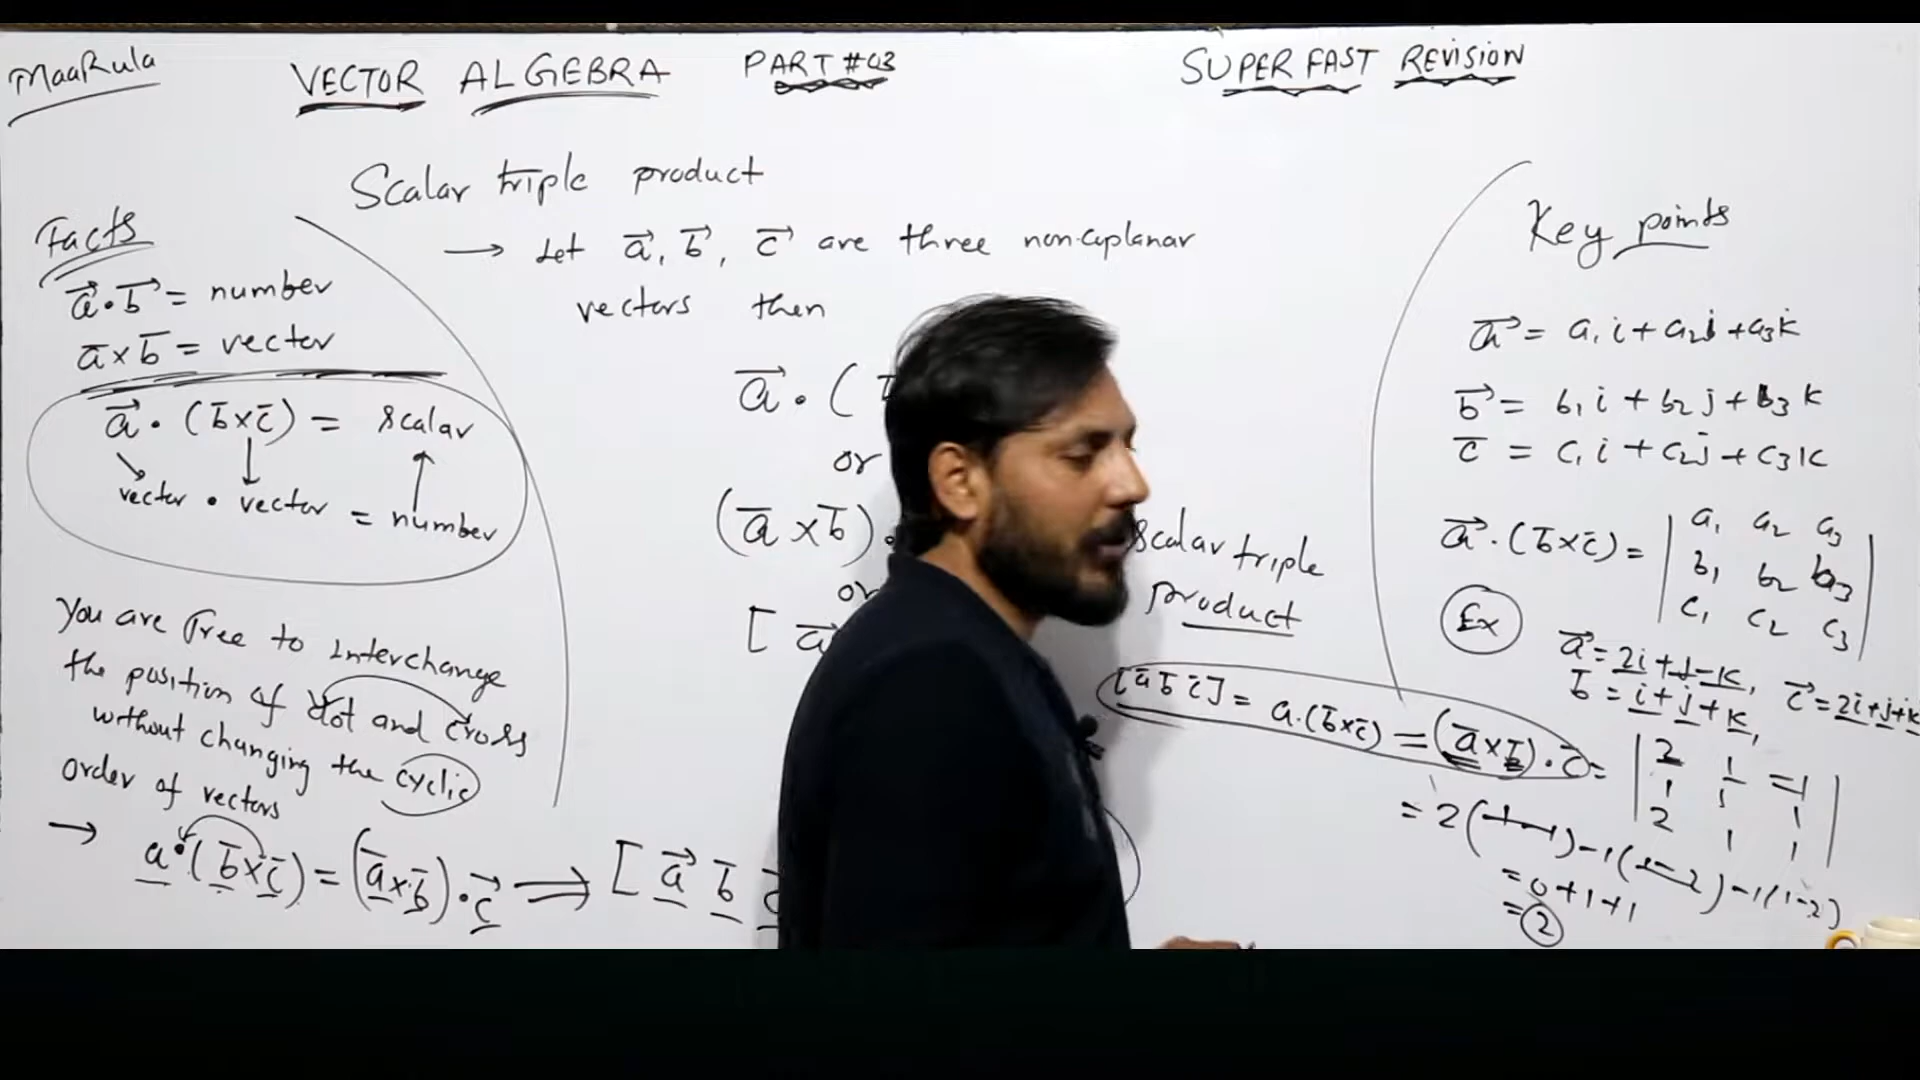 MaaRula
VECTOR ALGEBRA PART #03
SUPER FAST REVISION
Scalar triple product
→ Let a⃗, b⃗, c⃗ are three non-coplanar
vectors then
a⃗ · (
or
(a̅ × b̅) ·
or
[ a⃗
scalar triple
product
Facts
a⃗ · b⃗ = number
a̅ × b̅ = vector
a⃗ · (b̅ × c̅) = scalar
vector · vector = number
You are free to interchange
the position of dot and cross
without changing the cyclic
order of vectors
→ a · (b̅ × c̅) = (a̅ × b̅) · c⃗ ⟹ [ a⃗ b̅ c̅
Key points
a⃗ = a₁i + a₂j + a₃k
b⃗ = b₁i + b₂j + b₃k
c̅ = c₁i + c₂j + c₃k
a⃗ · (b̅ × c̅) = | a₁ a₂ a₃
b₁ b₂ b₃
c₁ c₂ c₃ |
Ex
a⃗ = 2i + j - k,
b̅ = i + j + k, c⃗ = 2i + j + k
[a̅ b̅ c̅] = a · (b̅ × c̅) = (a̅ × b̅) · c̅ = | 2 1 -1
1 1 1
2 1 1 |
= 2(1-1) - 1(1-2) - 1(1-2)
= 0 + 1 + 1
= 2